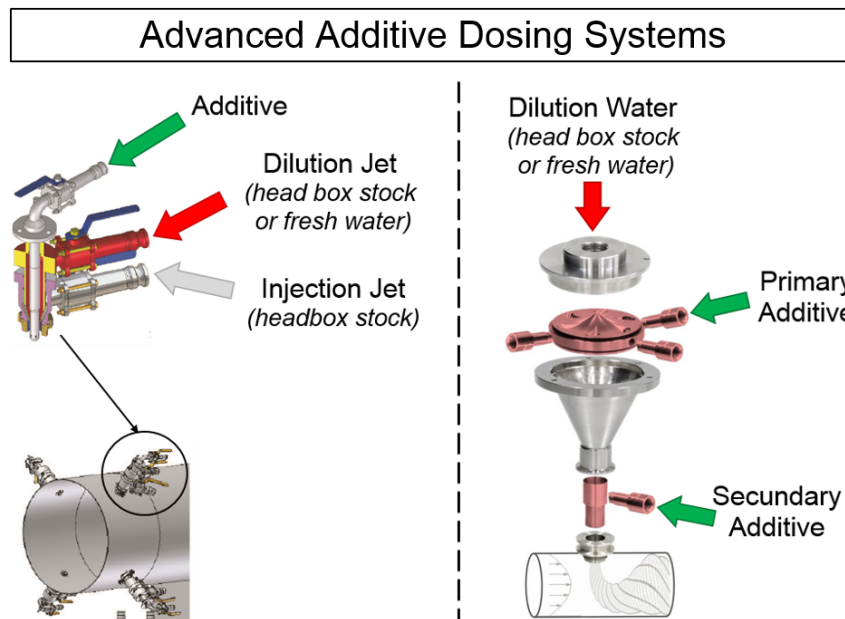 Advanced Additive Dosing Systems
Additive
Dilution Jet
(head box stock
or fresh water)
Injection Jet
(headbox stock)
Dilution Water
(head box stock
or fresh water)
Primary
Additive
Secundary
Additive